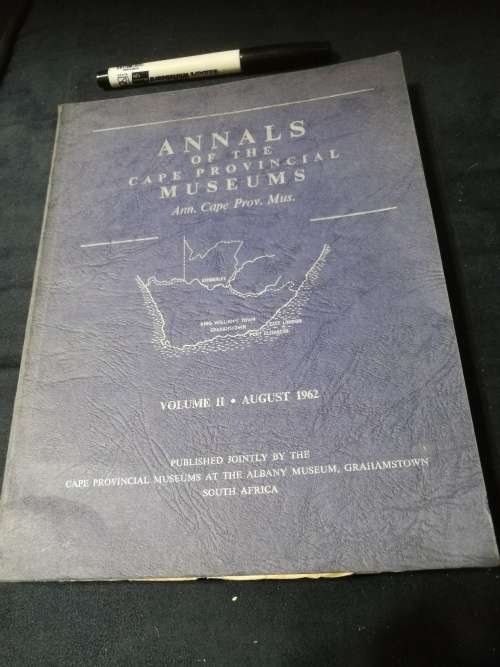 ANNALS
OF THE
CAPE PROVINCIAL
MUSEUMS
Ann. Cape Prov. Mus.
KIMBERLEY
KING WILLIAM'S TOWN
EAST LONDON
GRAHAMSTOWN
PORT ELIZABETH
VOLUME II • AUGUST 1962
PUBLISHED JOINTLY BY THE
CAPE PROVINCIAL MUSEUMS AT THE ALBANY MUSEUM, GRAHAMSTOWN
SOUTH AFRICA